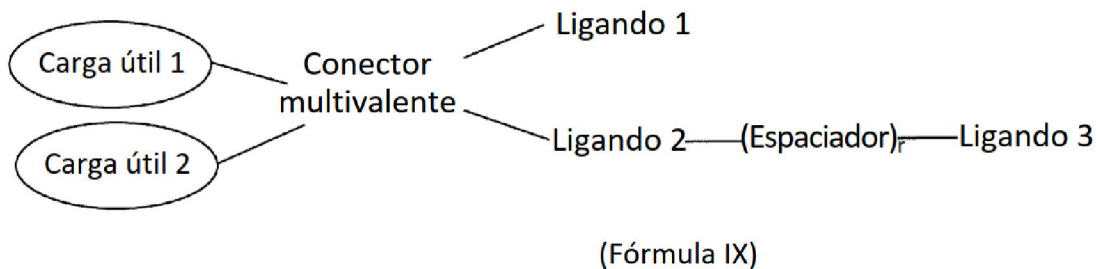 Ligando 1
Carga útil 1
Conector
multivalente
Ligando 2—(Espaciador)r—Ligando 3
Carga útil 2
(Fórmula IX)